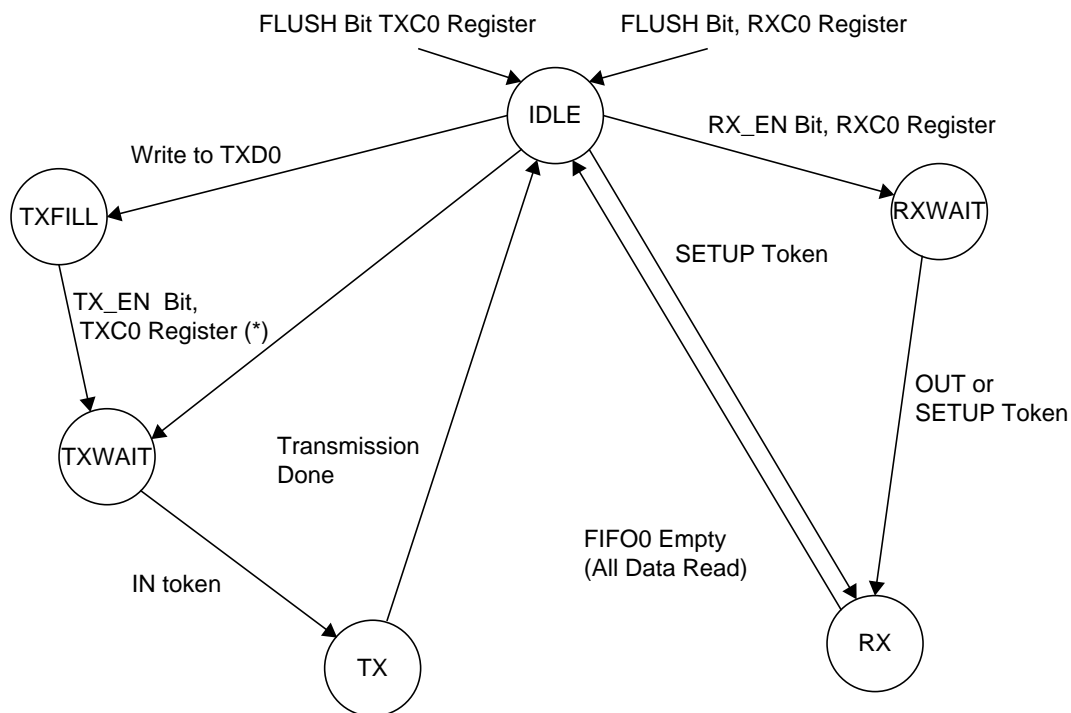 FLUSH Bit TXC0 Register
FLUSH Bit, RXC0 Register
IDLE
RX_EN Bit, RXC0 Register
Write to TXD0
TXFILL
RXWAIT
SETUP Token
TX_EN  Bit,
TXC0 Register (*)
OUT or
SETUP Token
TXWAIT
Transmission
Done
FIFO0 Empty
(All Data Read)
IN token
TX
RX